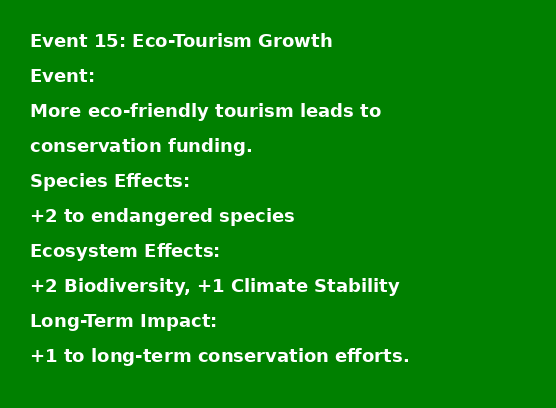 Event 15: Eco-Tourism Growth
Event:
More eco-friendly tourism leads to
conservation funding.
Species Effects:
+2 to endangered species
Ecosystem Effects:
+2 Biodiversity, +1 Climate Stability
Long-Term Impact:
+1 to long-term conservation efforts.